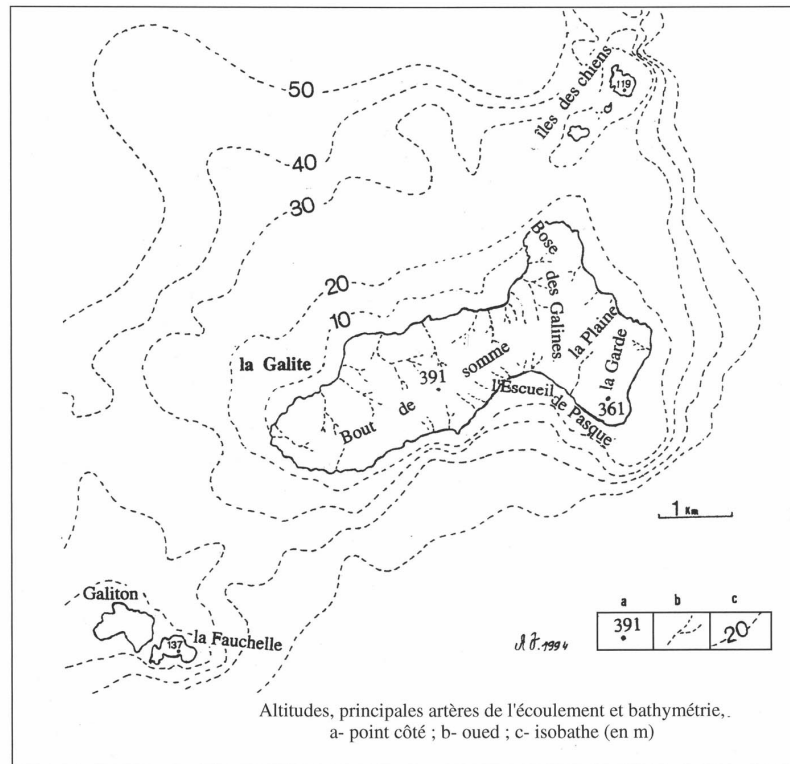 50
40
30
20
10
îles des chiens
119
Bose
des Galines
la Plaine
la Garde
361
la Galite
391
Bout de somme
l'Escueil
de Pasque
1 Km
Galiton
137
la Fauchelle
A J. 1994
a b c
391
20
Altitudes, principales artères de l'écoulement et bathymétrie,.
a- point côté ; b- oued ; c- isobathe (en m)